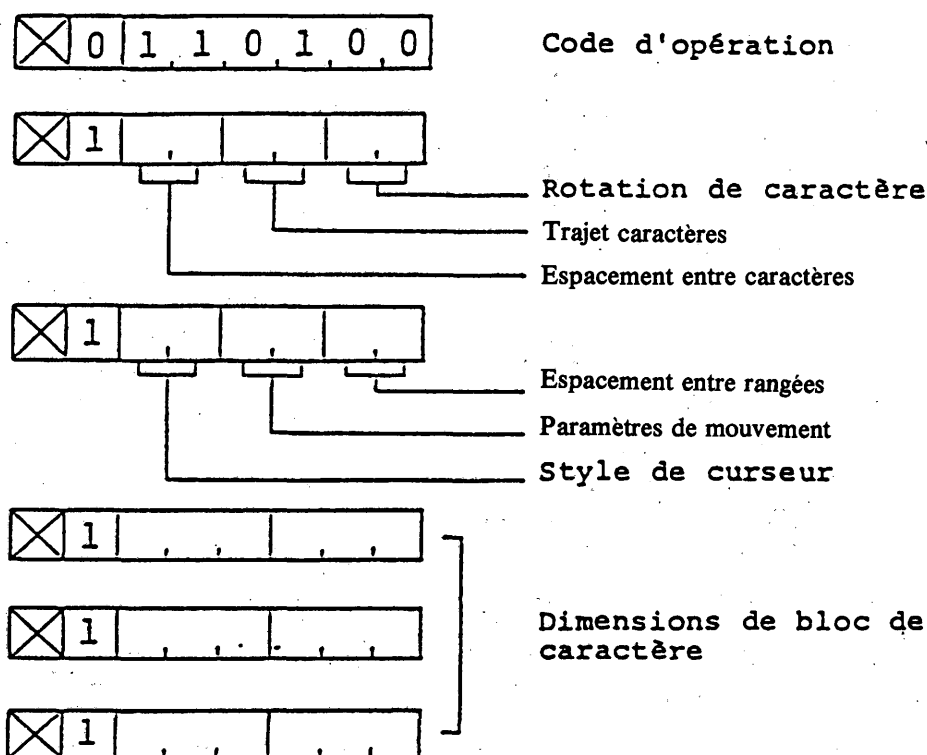 0 1 1 0 1 0 0 Code d'opération
1
Rotation de caractère
Trajet caractères
Espacement entre caractères
1
Espacement entre rangées
Paramètres de mouvement
Style de curseur
1
1 Dimensions de bloc de
caractère
1